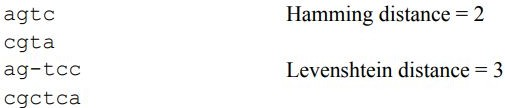 agtc Hamming distance = 2
cgta
ag-tcc Levenshtein distance = 3
cgctca